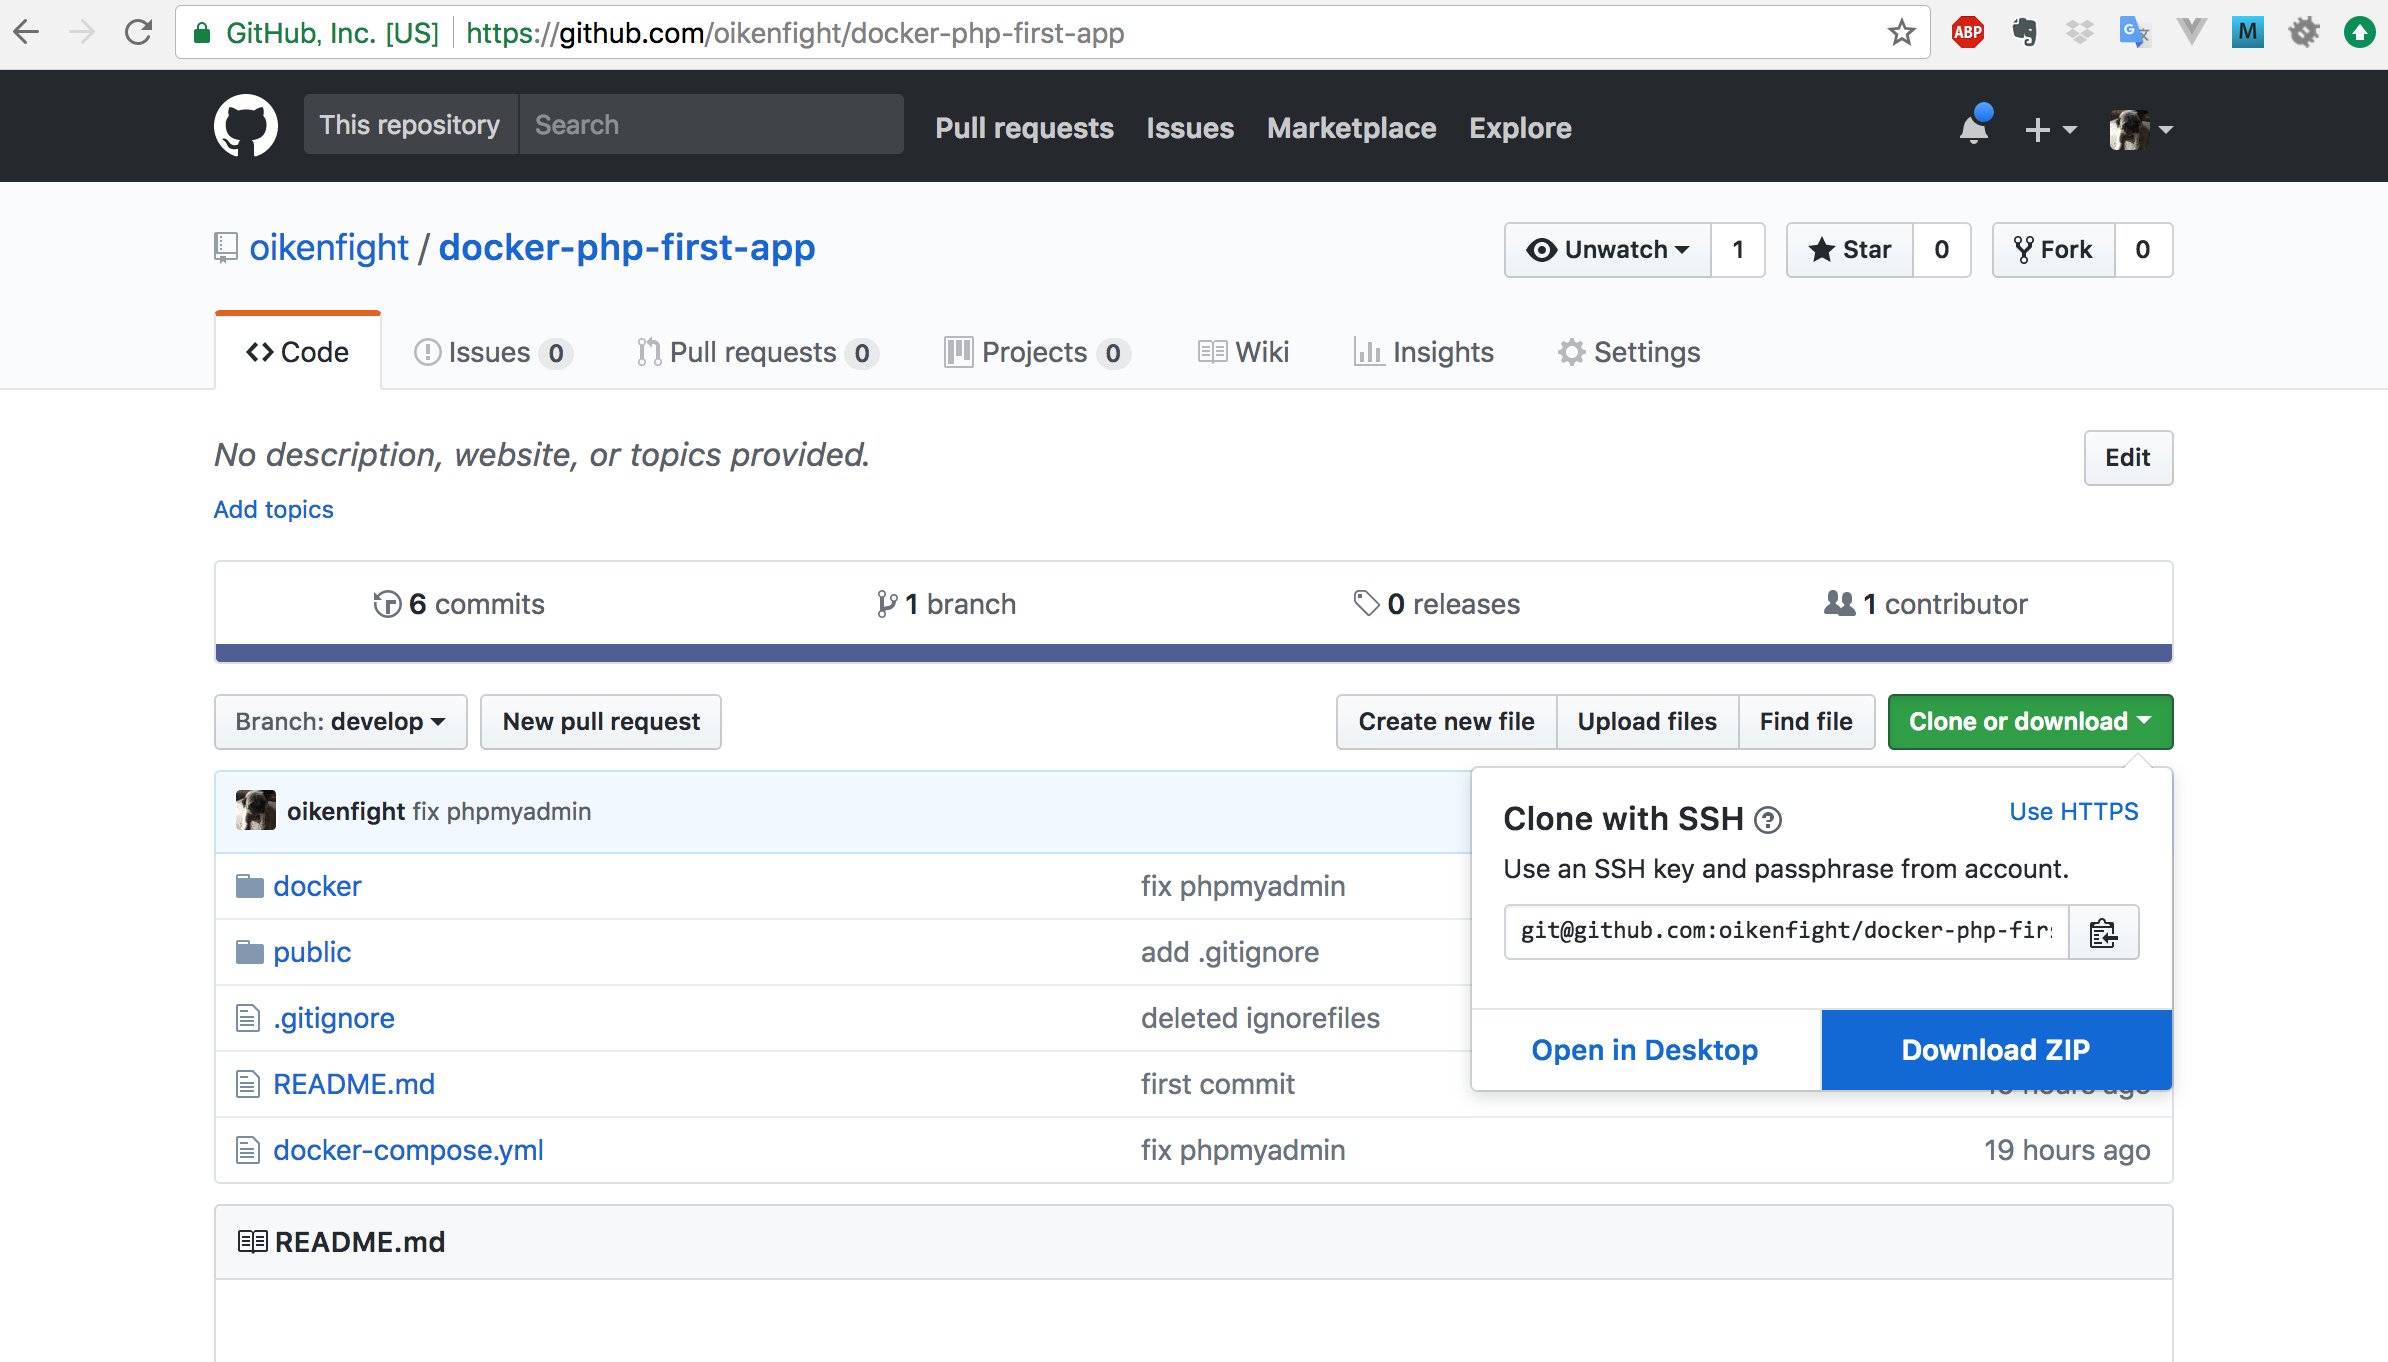 GitHub, Inc. [US] https://github.com/oikenfight/docker-php-first-app ABP G M
This repository Search Pull requests Issues Marketplace Explore
oikenfight / docker-php-first-app Unwatch 1 Star 0 Fork 0
Code Issues 0 Pull requests 0 Projects 0 Wiki Insights Settings
No description, website, or topics provided. Edit
Add topics
6 commits 1 branch 0 releases 1 contributor
Branch: develop New pull request Create new file Upload files Find file Clone or download
oikenfight fix phpmyadmin
Clone with SSH Use HTTPS
Use an SSH key and passphrase from account.
git@github.com:oikenfight/docker-php-fir
Open in Desktop Download ZIP
docker fix phpmyadmin
public add .gitignore
.gitignore deleted ignorefiles
README.md first commit hours ago
docker-compose.yml fix phpmyadmin 19 hours ago
README.md